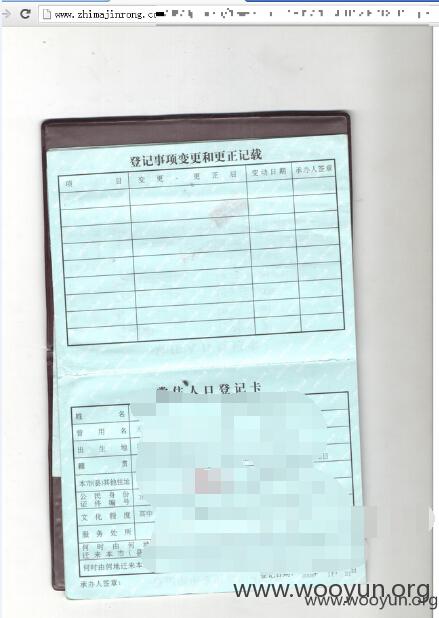 www.zhimajinrong.c
登记事项变更和更正记载
项 目 变 更 、 更 正 后 变动日期 承办人签章
常住人口登记卡
姓 名
曾 用 名
出 生 地
籍 贯
日
本市(县)其他住址
公民身份
证件编号
文化程度 高中
服务处所
何时由何地
迁来本市(县
何时由何地迁来本
承办人签章: 登记日期:
www.wooyun.org
www.wooyun.org